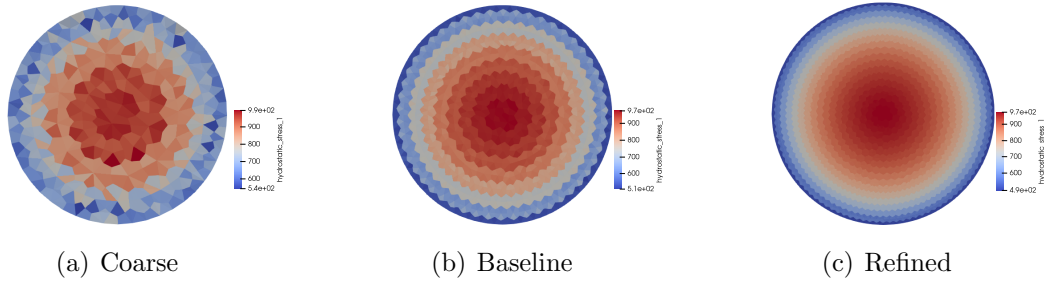 9.9e+02
900
800
700
600
5.4e+02
hydrostatic_stress_1
9.7e+02
900
800
700
600
5.1e+02
hydrostatic_stress_1
9.7e+02
900
800
700
600
4.9e+02
hydrostatic_stress_1
(a) Coarse
(b) Baseline
(c) Refined